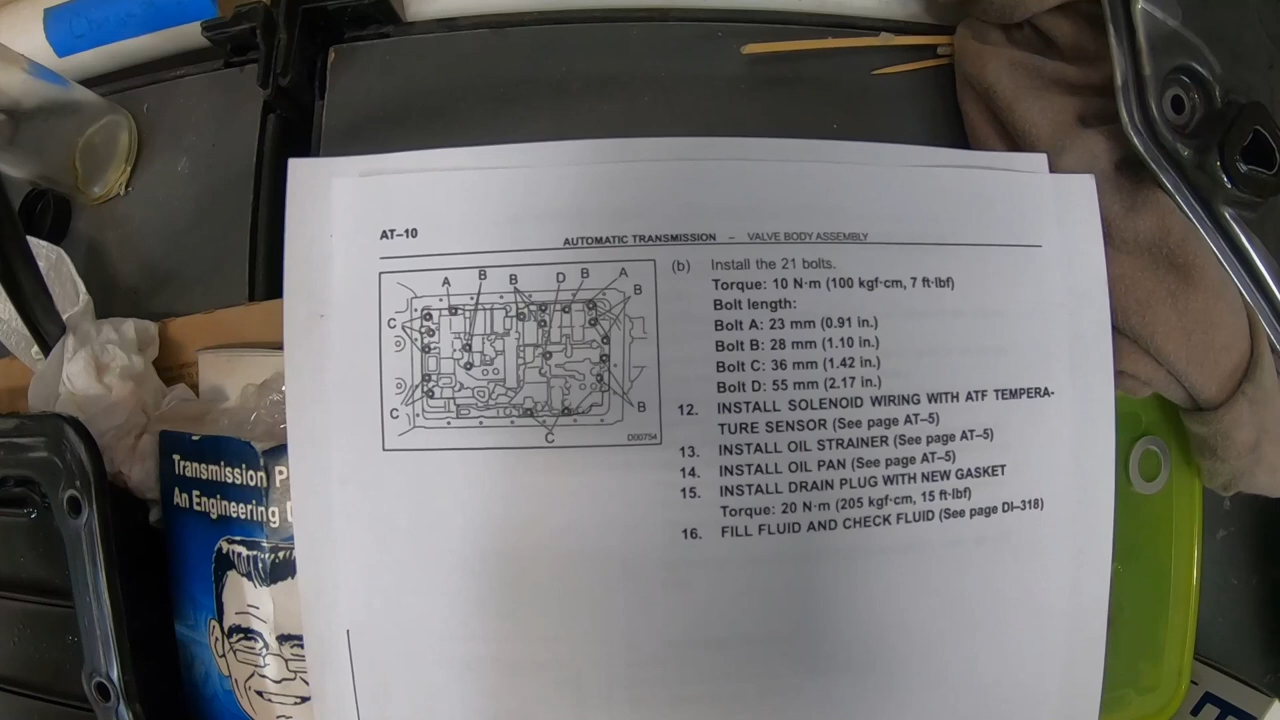 Cha
AT–10
AUTOMATIC TRANSMISSION – VALVE BODY ASSEMBLY
A B B D B A B
C
C
C
B
D00754
(b) Install the 21 bolts.
Torque: 10 N·m (100 kgf·cm, 7 ft·lbf)
Bolt length:
Bolt A: 23 mm (0.91 in.)
Bolt B: 28 mm (1.10 in.)
Bolt C: 36 mm (1.42 in.)
Bolt D: 55 mm (2.17 in.)
12. INSTALL SOLENOID WIRING WITH ATF TEMPERA-
TURE SENSOR (See page AT–5)
13. INSTALL OIL STRAINER (See page AT–5)
14. INSTALL OIL PAN (See page AT–5)
15. INSTALL DRAIN PLUG WITH NEW GASKET
Torque: 20 N·m (205 kgf·cm, 15 ft·lbf)
16. FILL FLUID AND CHECK FLUID (See page DI–318)
Transmission P
An Engineering